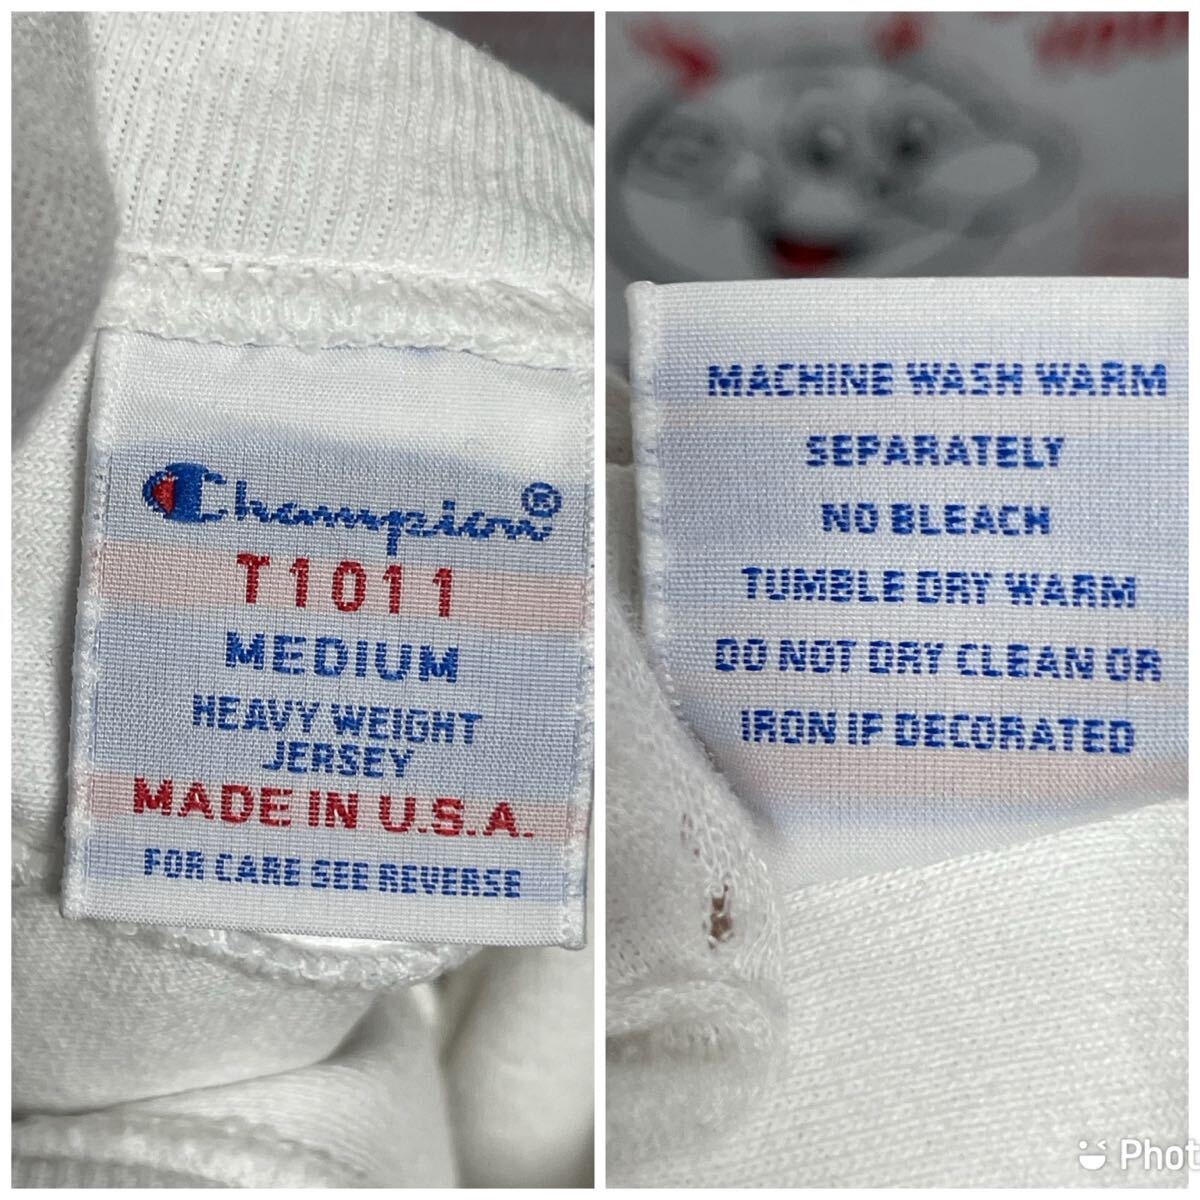 Champion®
T1011
MEDIUM
HEAVY WEIGHT
JERSEY
MADE IN U.S.A.
FOR CARE SEE REVERSE
MACHINE WASH WARM
SEPARATELY
NO BLEACH
TUMBLE DRY WARM
DO NOT DRY CLEAN OR
IRON IF DECORATED
Phot